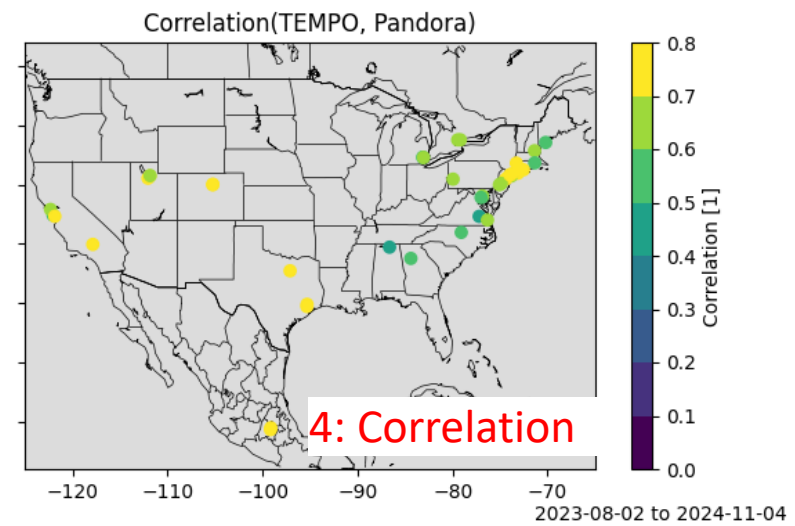 Correlation(TEMPO, Pandora)
0.8
0.7
0.6
0.5
0.4
0.3
0.2
0.1
0.0
Correlation [1]
4: Correlation
−120 −110 −100 −90 −80 −70
2023-08-02 to 2024-11-04